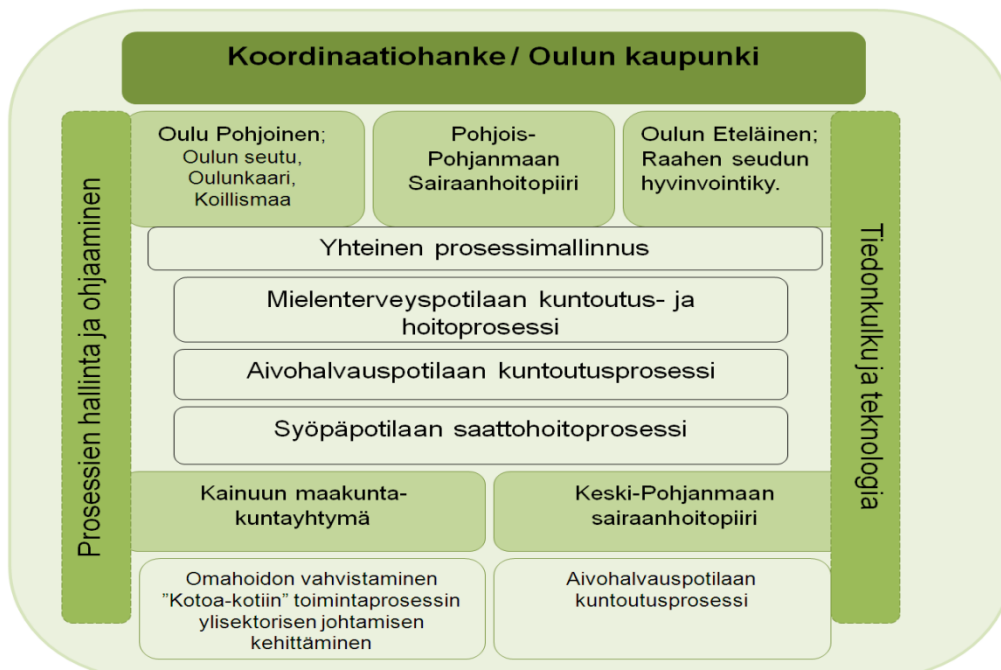 Koordinaatiohanke / Oulun kaupunki
Prosessien hallinta ja ohjaaminen
Oulu Pohjoinen;
Oulun seutu,
Oulunkaari,
Koillismaa
Pohjois-
Pohjanmaan
Sairaanhoitopiiri
Oulun Eteläinen;
Raahen seudun
hyvinvointiky.
Tiedonkulku ja teknologia
Yhteinen prosessimallinnus
Mielenterveyspotilaan kuntoutus- ja
hoitoprosessi
Aivohalvauspotilaan kuntoutusprosessi
Syöpäpotilaan saattohoitoprosessi
Kainuun maakunta-
kuntayhtymä
Keski-Pohjanmaan
sairaanhoitopiiri
Omahoidon vahvistaminen
”Kotoa-kotiin” toimintaprosessin
ylisektorisen johtamisen
kehittäminen
Aivohalvauspotilaan
kuntoutusprosessi